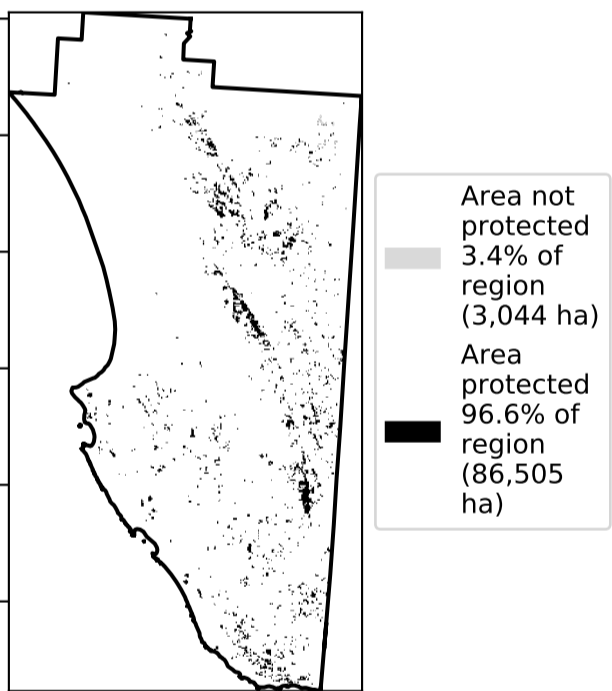 Area not
protected
3.4% of
region
(3,044 ha)
Area
protected
96.6% of
region
(86,505
ha)